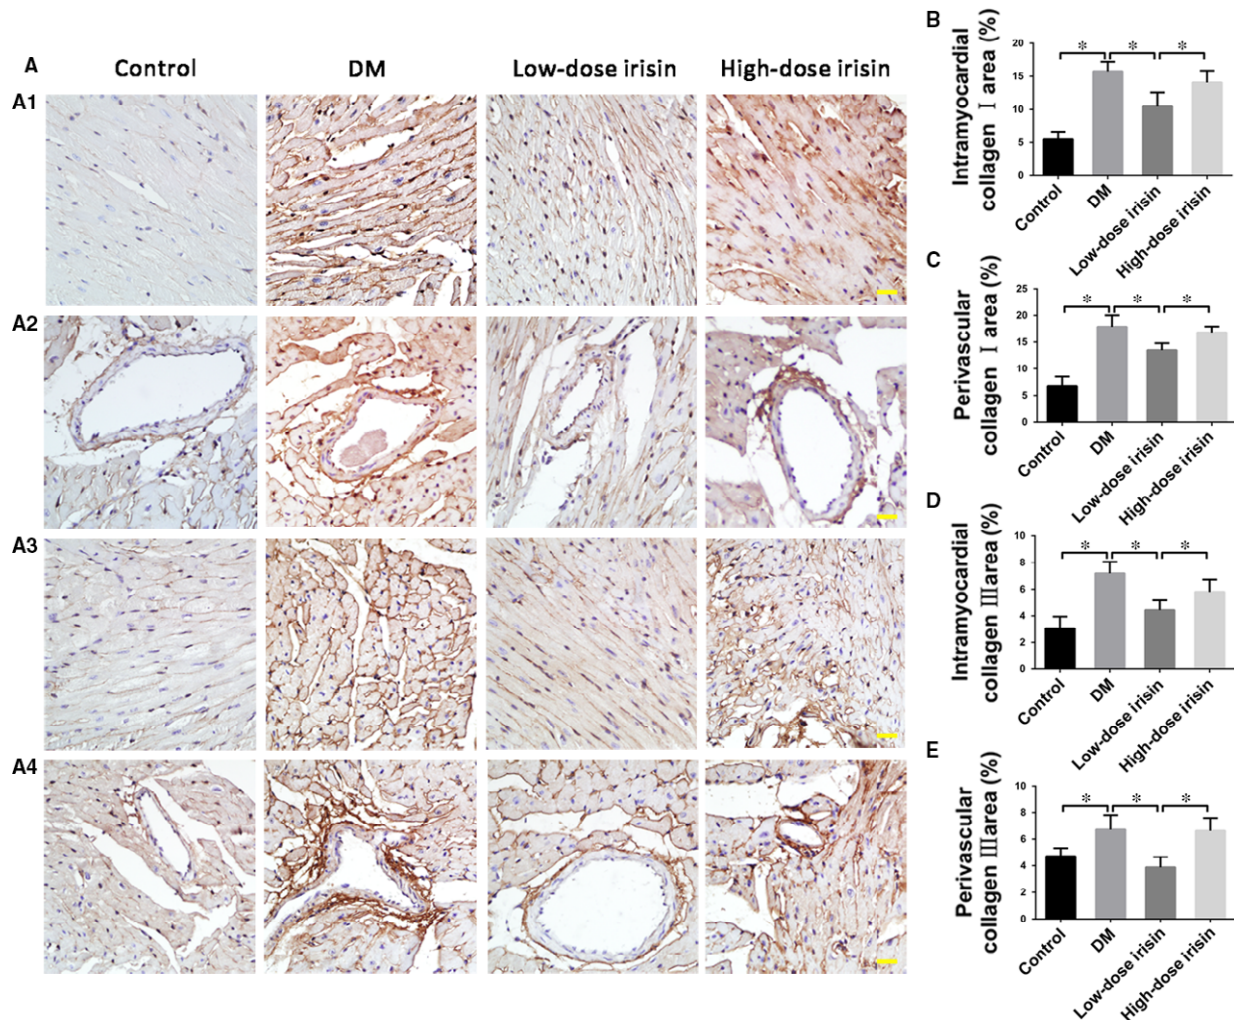 A
Control
DM
Low-dose irisin
High-dose irisin
A1
A2
A3
A4
B
Intramyocardial
collagen Ⅰ area (%)
20
15
10
5
0
* * *
Control
DM
Low-dose irisin
High-dose irisin
C
Perivascular
collagen Ⅰ area (%)
25
20
15
10
5
0
* * *
Control
DM
Low-dose irisin
High-dose irisin
D
Intramyocardial
collagen Ⅲ area (%)
10
8
6
4
2
0
* * *
Control
DM
Low-dose irisin
High-dose irisin
E
Perivascular
collagen Ⅲ area (%)
10
8
6
4
2
0
* * *
Control
DM
Low-dose irisin
High-dose irisin